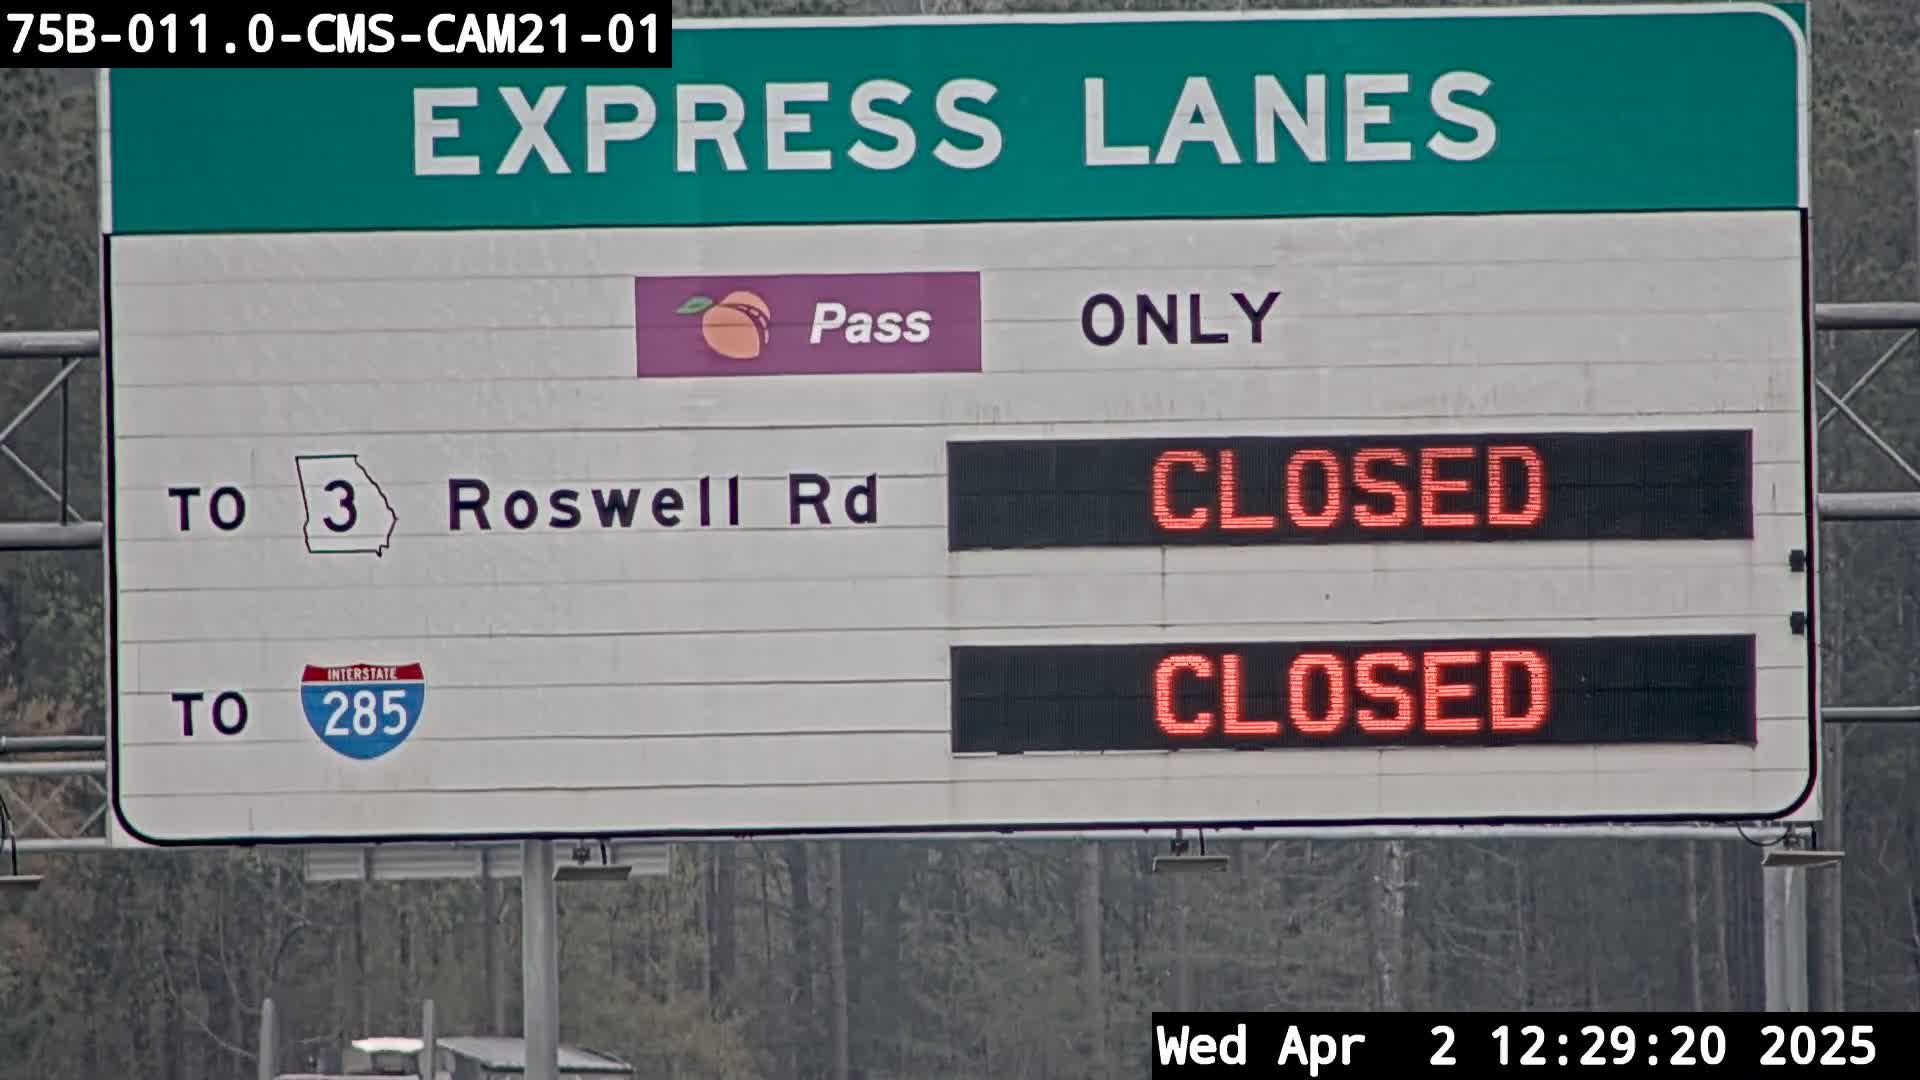 75B-011.0-CMS-CAM21-01
EXPRESS LANES
Pass ONLY
TO 3 Roswell Rd CLOSED
TO INTERSTATE 285 CLOSED
Wed Apr 2 12:29:20 2025